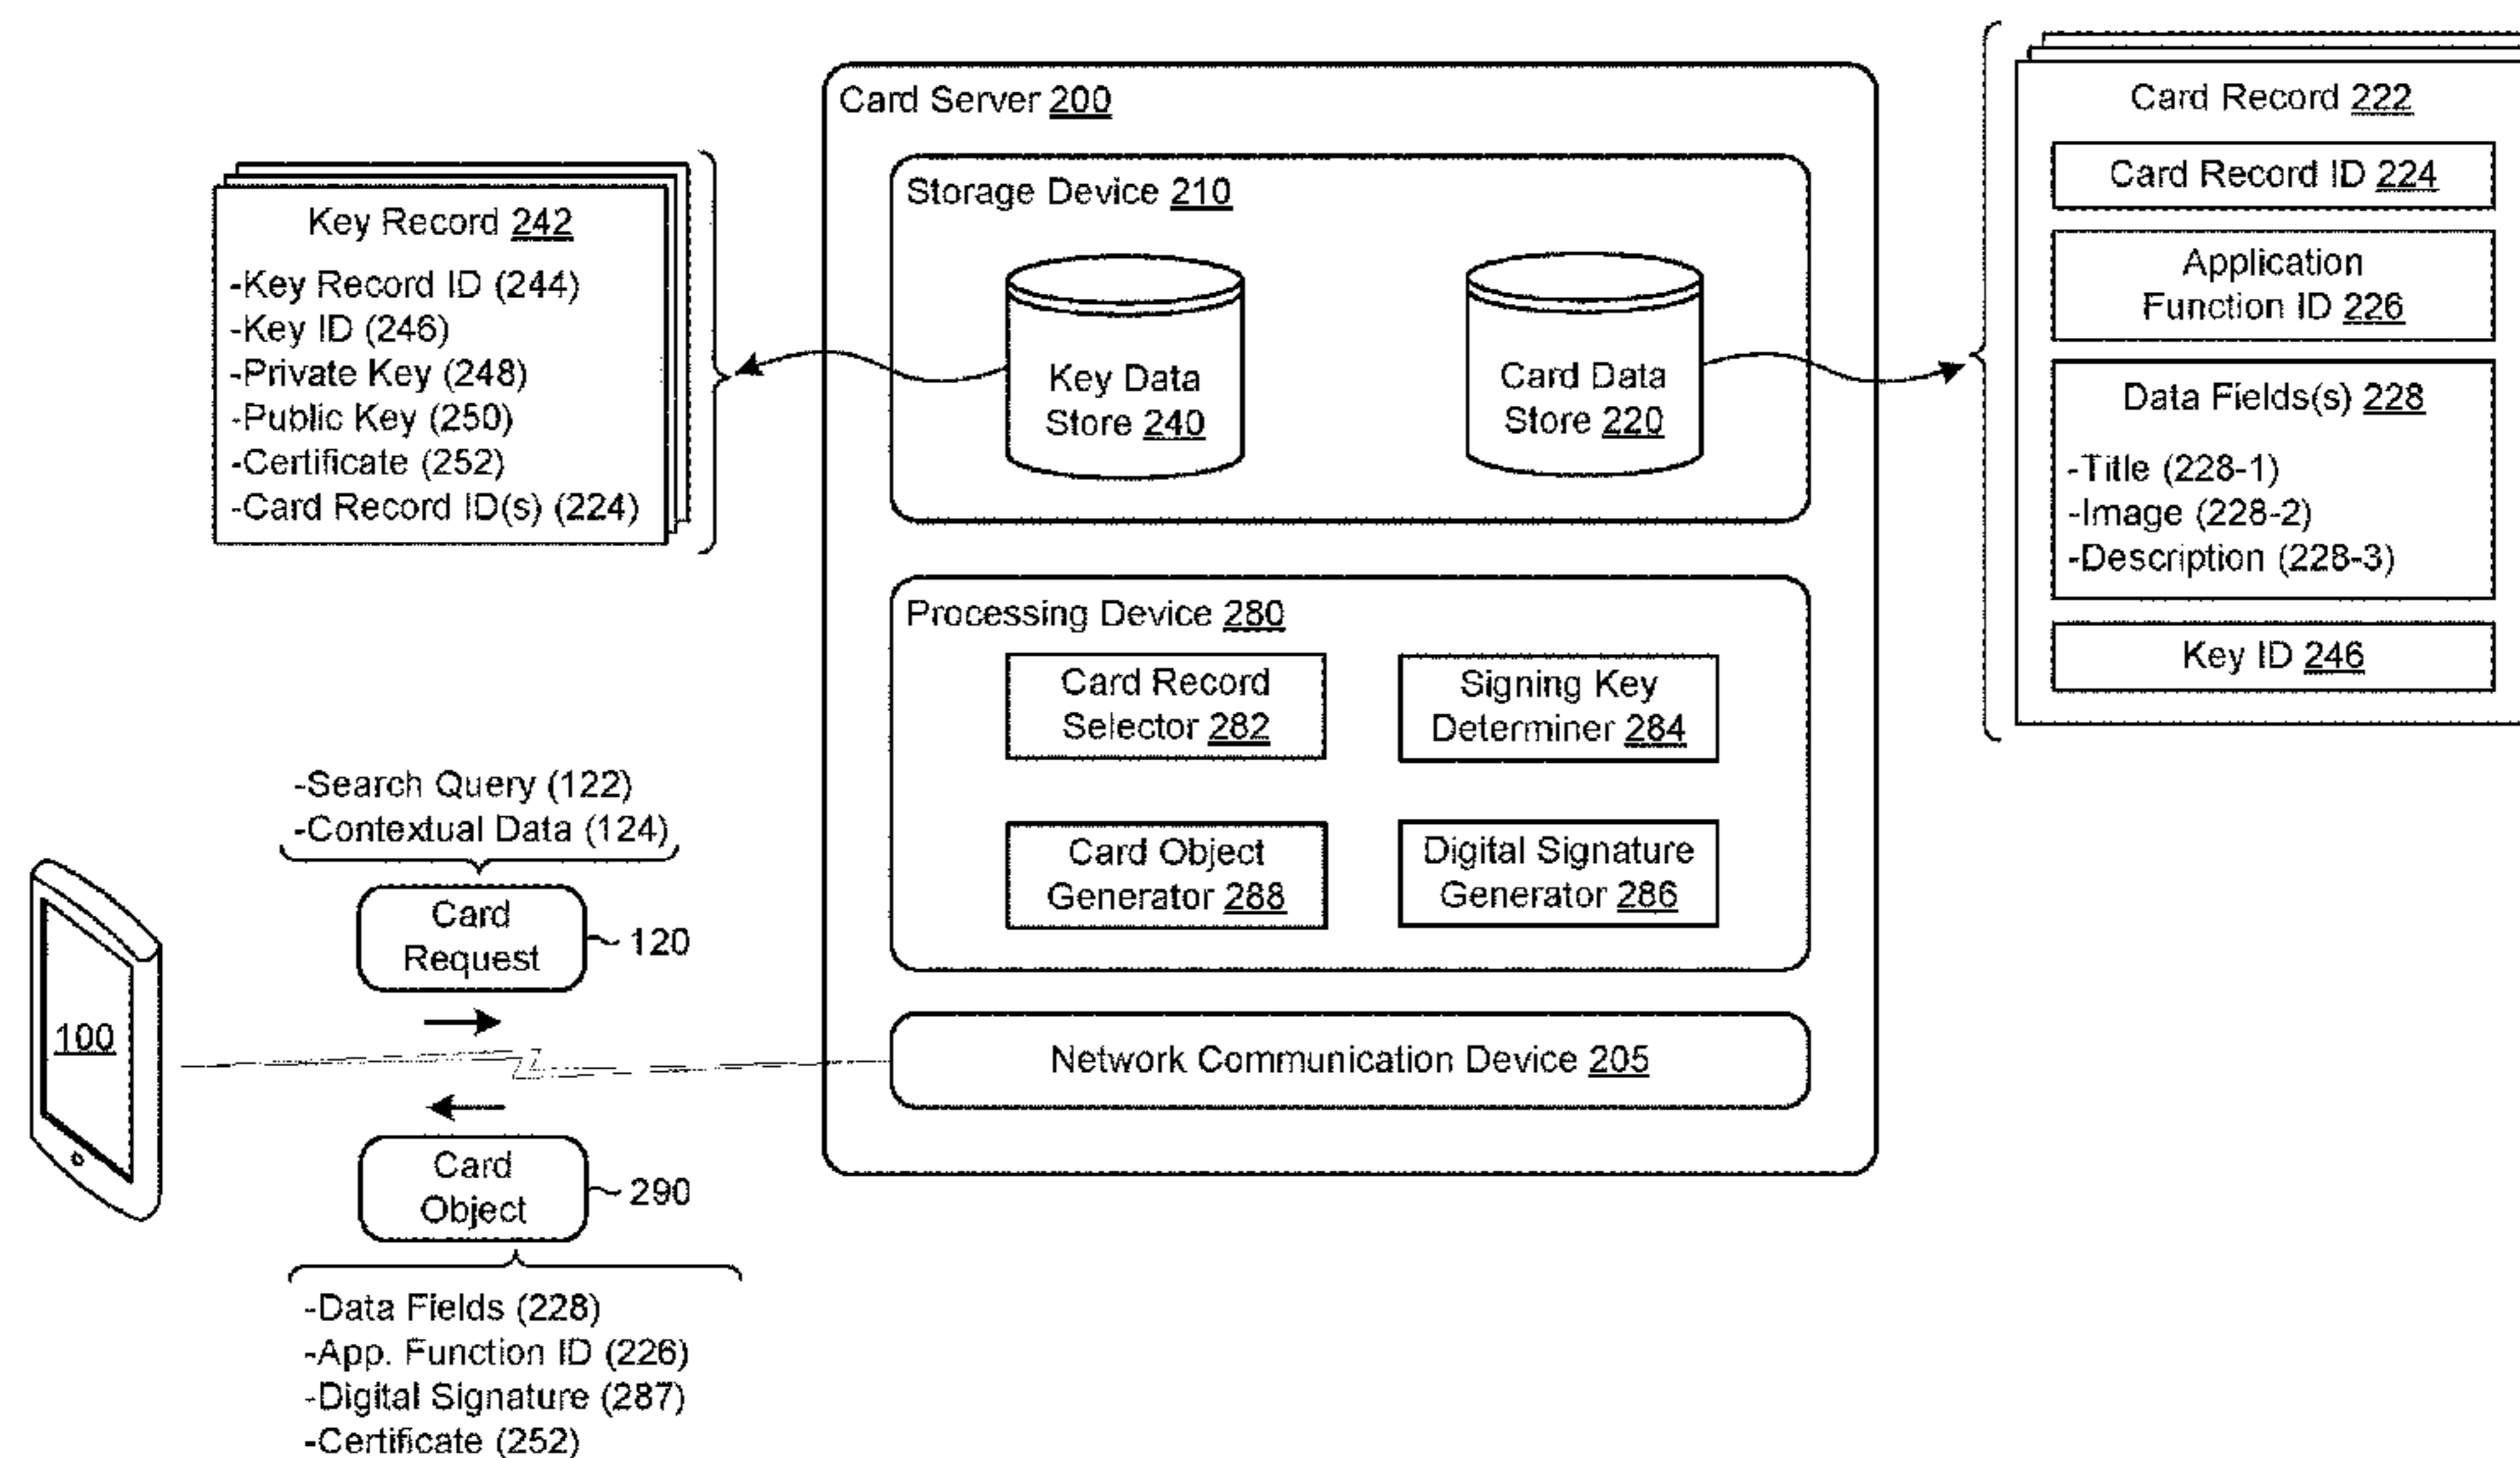 Card Server 200
Storage Device 210
Key Data
Store 240
Card Data
Store 220
Key Record 242
-Key Record ID (244)
-Key ID (246)
-Private Key (248)
-Public Key (250)
-Certificate (252)
-Card Record ID(s) (224)
Card Record 222
Card Record ID 224
Application
Function ID 226
Data Fields(s) 228
-Title (228-1)
-Image (228-2)
-Description (228-3)
Key ID 246
Processing Device 280
Card Record
Selector 282
Signing Key
Determiner 284
Card Object
Generator 288
Digital Signature
Generator 286
Network Communication Device 205
-Search Query (122)
-Contextual Data (124)
Card
Request
120
100
Card
Object
290
-Data Fields (228)
-App. Function ID (226)
-Digital Signature (287)
-Certificate (252)